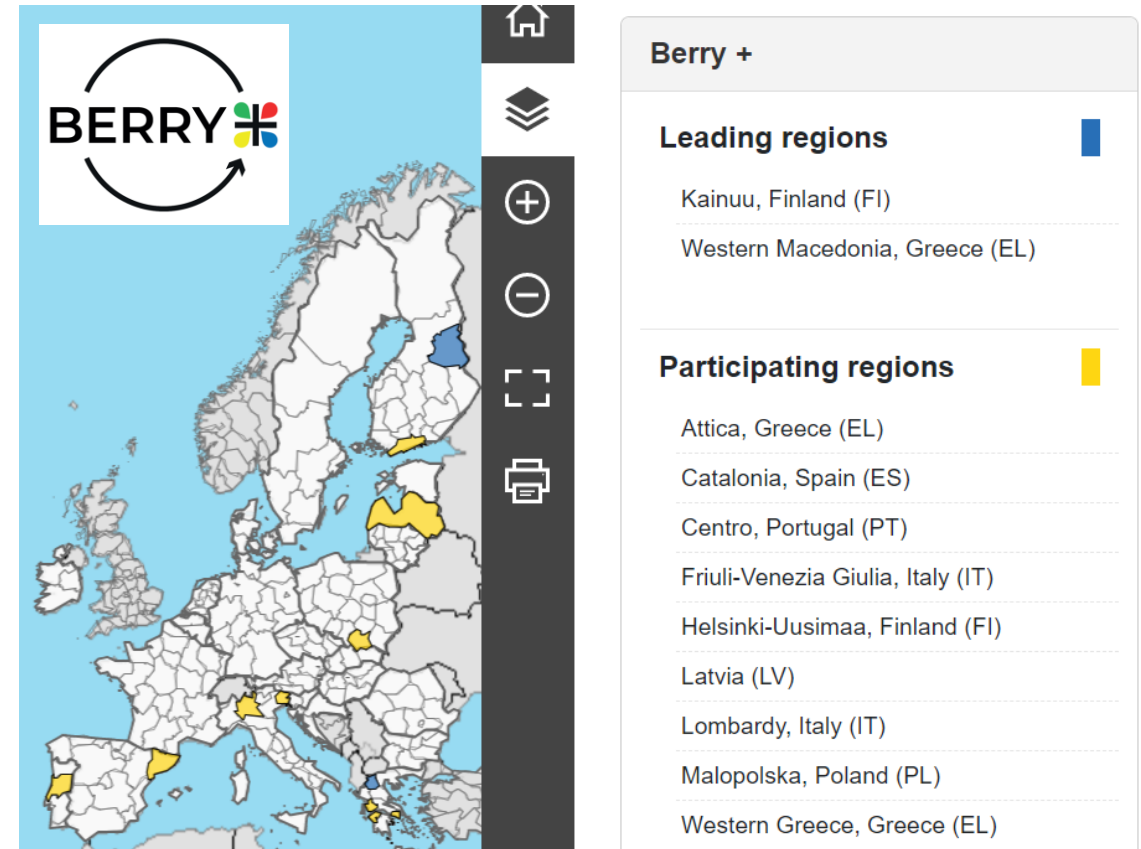 BERRY+
Berry +
Leading regions
Kainuu, Finland (FI)
Western Macedonia, Greece (EL)
Participating regions
Attica, Greece (EL)
Catalonia, Spain (ES)
Centro, Portugal (PT)
Friuli-Venezia Giulia, Italy (IT)
Helsinki-Uusimaa, Finland (FI)
Latvia (LV)
Lombardy, Italy (IT)
Malopolska, Poland (PL)
Western Greece, Greece (EL)